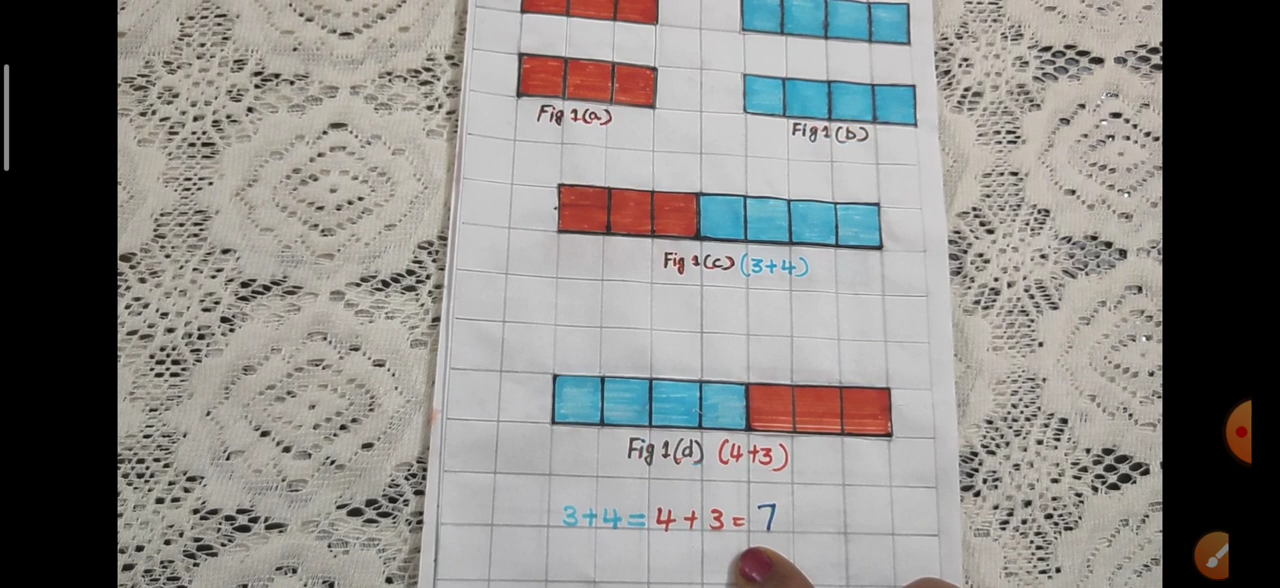 Fig 1(a)
Fig 1(b)
Fig 1(c) (3+4)
Fig 1(d) (4+3)
3+4 = 4 + 3 = 7